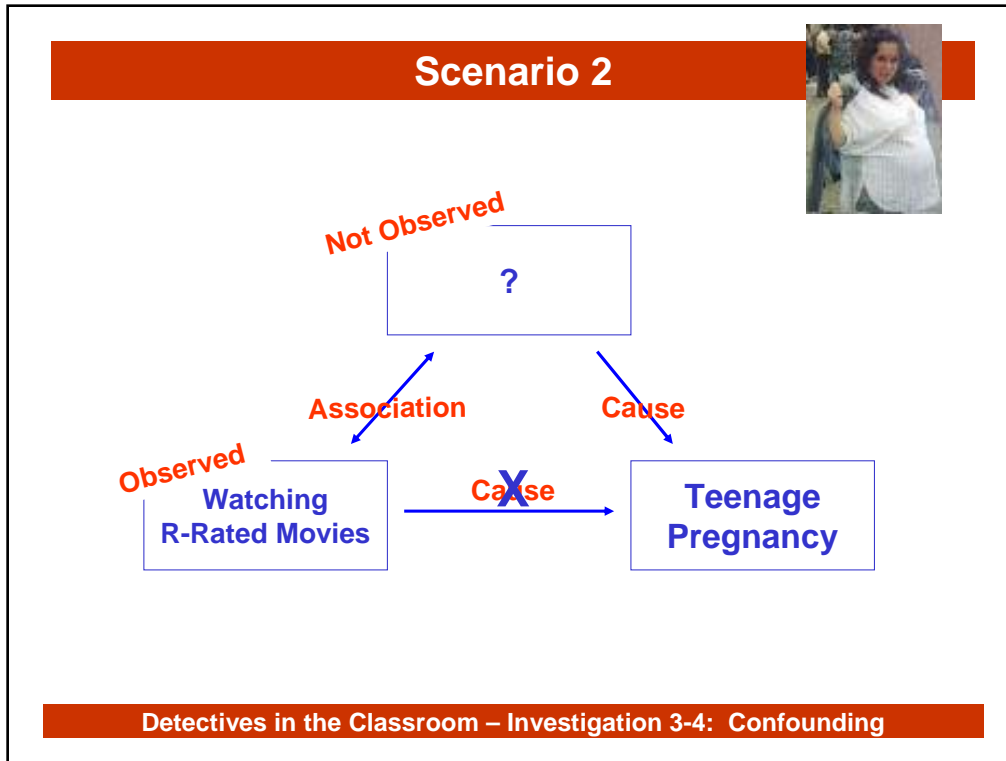 Scenario 2
Not Observed
?
Association
Cause
Observed
Watching
R-Rated Movies
Cause
X
Teenage
Pregnancy
Detectives in the Classroom – Investigation 3-4: Confounding